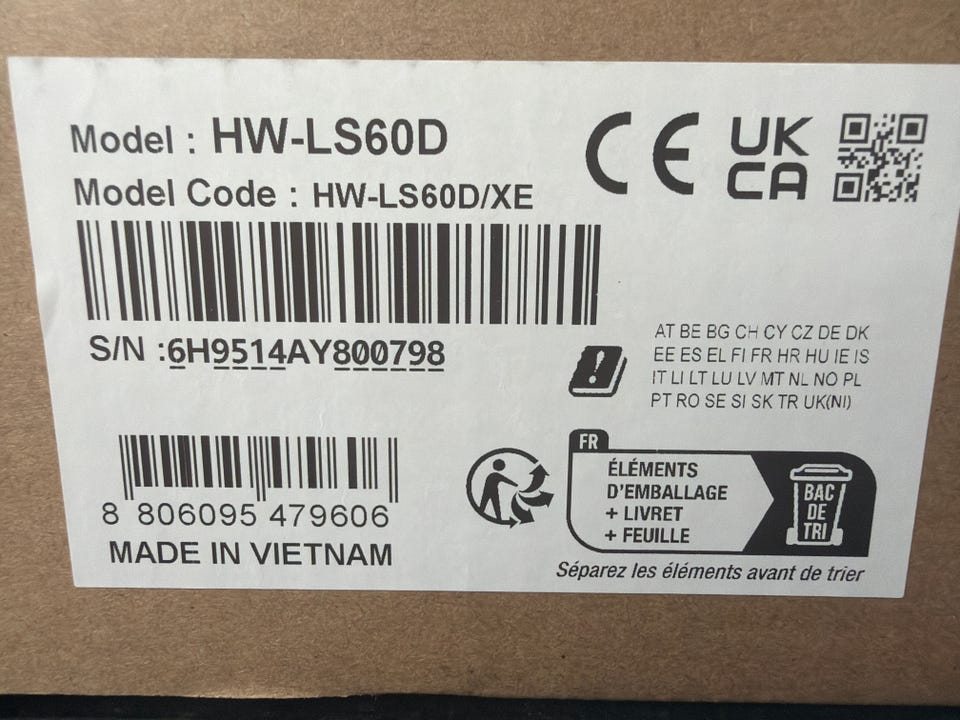 Model : HW-LS60D
Model Code : HW-LS60D/XE
CE
UK
CA
S/N :6H9514AY800798
AT BE BG CH CY CZ DE DK
EE ES EL FI FR HR HU IE IS
IT LI LT LU LV MT NL NO PL
PT RO SE SI SK TR UK(NI)
8 806095 479606
MADE IN VIETNAM
FR
ÉLÉMENTS
D'EMBALLAGE
+ LIVRET
+ FEUILLE
BAC
DE
TRI
Séparez les éléments avant de trier